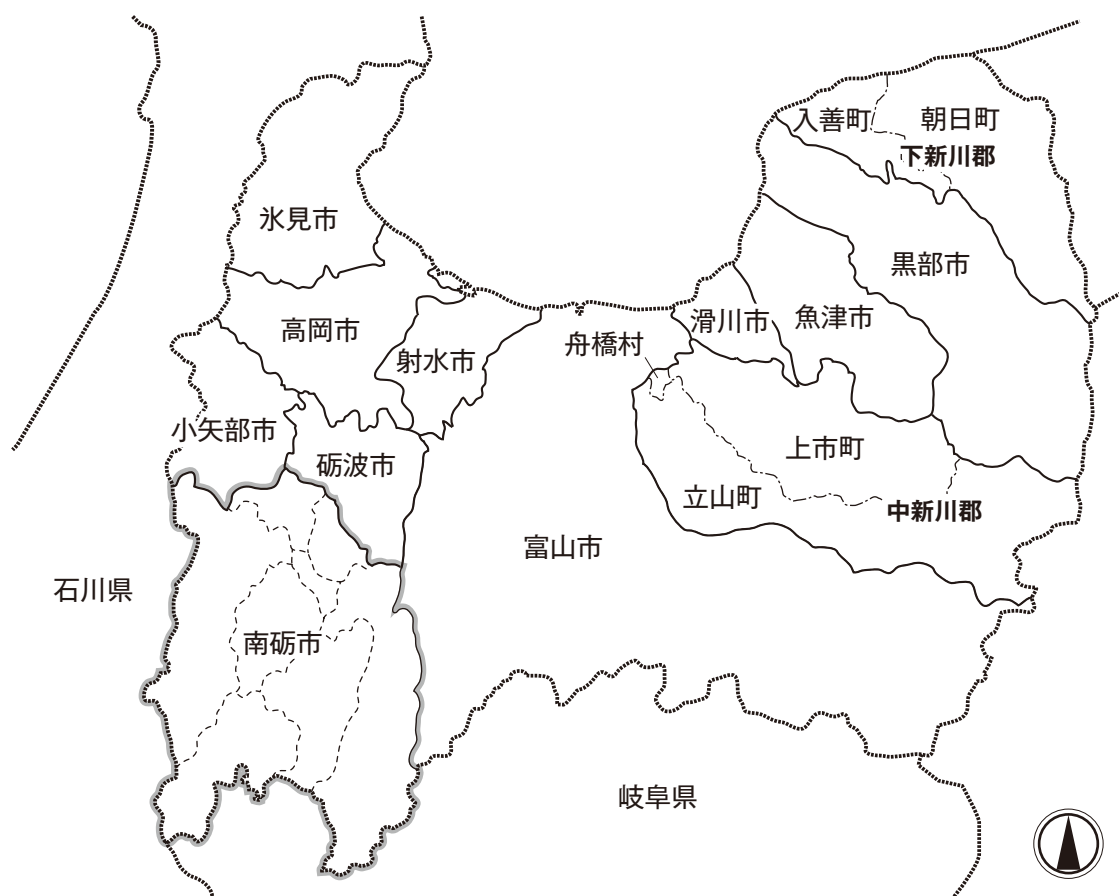 入善町
朝日町
下新川郡
氷見市
黒部市
高岡市
射水市
滑川市
魚津市
舟橋村
小矢部市
砺波市
上市町
立山町
中新川郡
富山市
石川県
南砺市
岐阜県